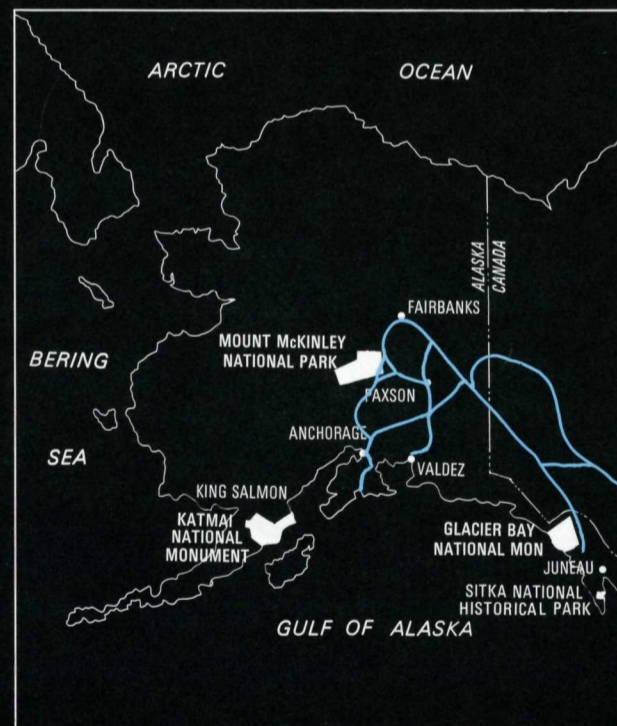 ARCTIC OCEAN
ALASKA
CANADA
FAIRBANKS
MOUNT McKINLEY
NATIONAL PARK
BERING
SEA
PAXSON
ANCHORAGE
VALDEZ
KING SALMON
KATMAI
NATIONAL
MONUMENT
GLACIER BAY
NATIONAL MON
JUNEAU
SITKA NATIONAL
HISTORICAL PARK
GULF OF ALASKA